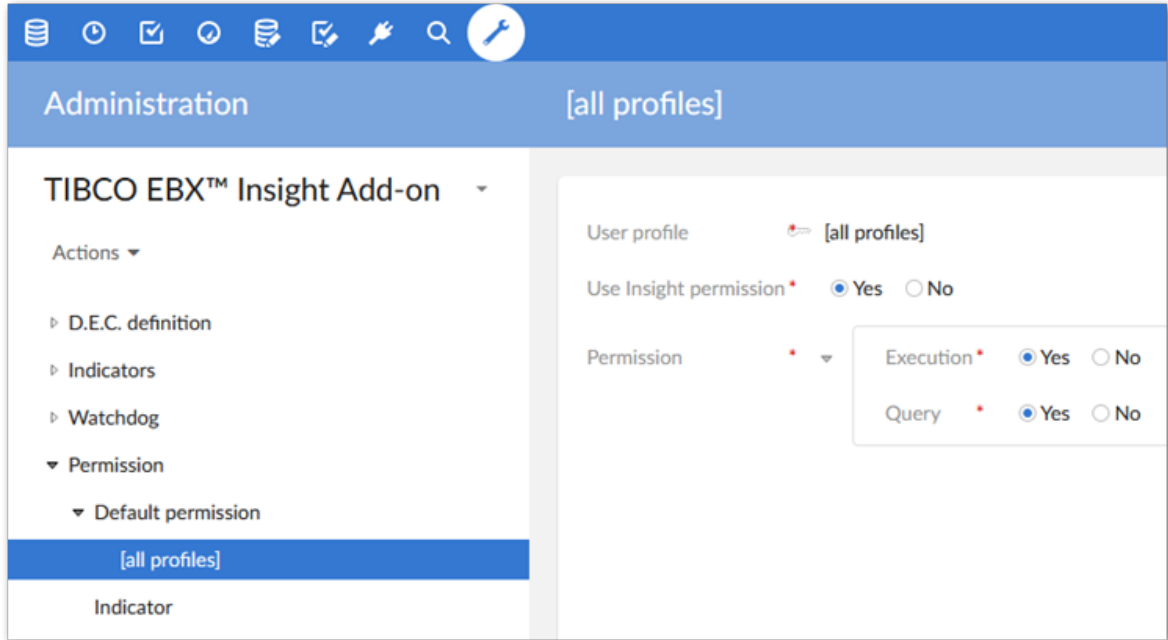 Administration
[all profiles]
TIBCO EBX™ Insight Add-on
Actions
D.E.C. definition
Indicators
Watchdog
Permission
Default permission
[all profiles]
Indicator
User profile [all profiles]
Use Insight permission * Yes No
Permission * Execution * Yes No
Query * Yes No